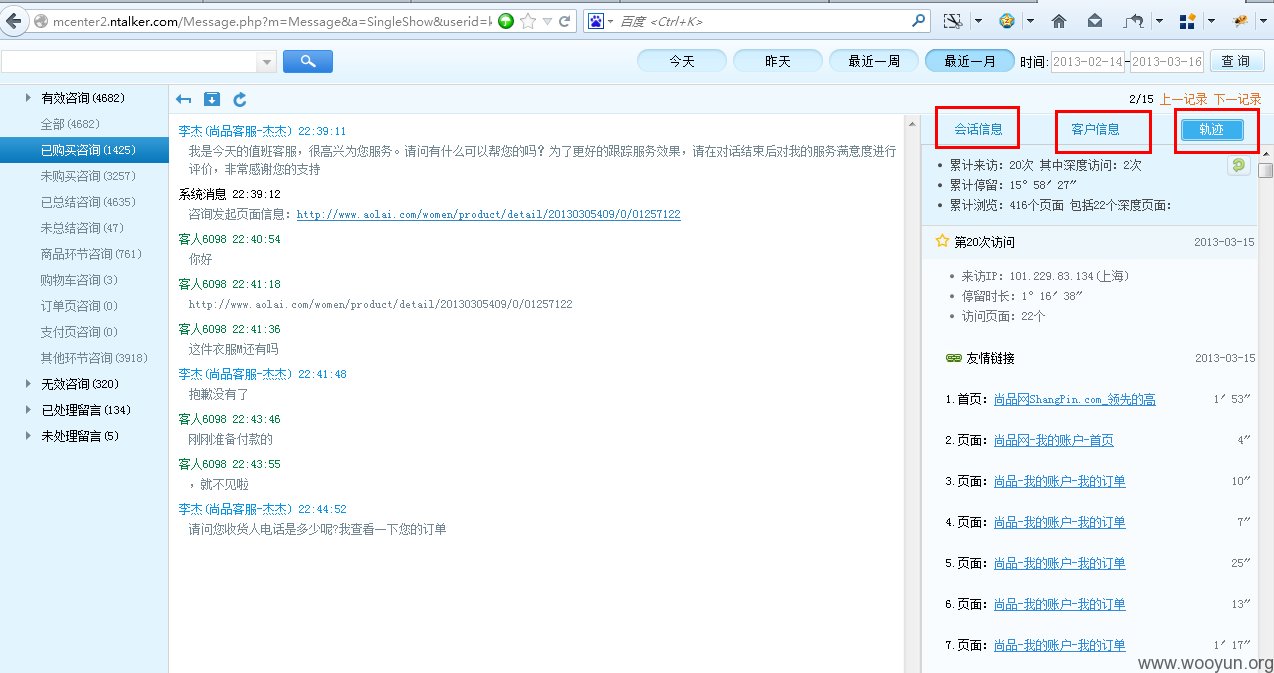 mcenter2.ntalker.com/Message.php?m=Message&a=SingleShow&userid=
百度 <Ctrl+K>
今天
昨天
最近一周
最近一月
时间:
2013-02-14-2013-03-16
查 询
有效咨询(4682)
全部(4682)
已购买咨询(1425)
未购买咨询(3257)
已总结咨询(4635)
未总结咨询(47)
商品环节咨询(761)
购物车咨询(3)
订单页咨询(0)
支付页咨询(0)
其他环节咨询(3918)
无效咨询(320)
已处理留言(134)
未处理留言(5)
李杰(尚品客服-杰杰) 22:39:11
我是今天的值班客服，很高兴为您服务。请问有什么可以帮您的吗？为了更好的跟踪服务效果，请在对话结束后对我的服务满意度进行
评价，非常感谢您的支持
系统消息 22:39:12
咨询发起页面信息：http://www.aolai.com/women/product/detail/20130305409/0/01257122
客人6098 22:40:54
你好
客人6098 22:41:18
http://www.aolai.com/women/product/detail/20130305409/0/01257122
客人6098 22:41:36
这件衣服M还有吗
李杰(尚品客服-杰杰) 22:41:48
抱歉没有了
客人6098 22:43:46
刚刚准备付款的
客人6098 22:43:55
，就不见啦
李杰(尚品客服-杰杰) 22:44:52
请问您收货人电话是多少呢?我查看一下您的订单
2/15 上一记录 下一记录
会话信息
客户信息
轨迹
• 累计来访：20次 其中深度访问：2次
• 累计停留：15°58′27″
• 累计浏览：416个页面 包括22个深度页面：
第20次访问 2013-03-15
• 来访IP：101.229.83.134(上海)
• 停留时长：1°16′38″
• 访问页面：22个
友情链接 2013-03-15
1.首页：尚品网ShangPin.com_领先的高 1′53″
2.页面：尚品网-我的账户-首页 4″
3.页面：尚品-我的账户-我的订单 10″
4.页面：尚品-我的账户-我的订单 7″
5.页面：尚品-我的账户-我的订单 25″
6.页面：尚品-我的账户-我的订单 13″
7.页面：尚品-我的账户-我的订单 1′17″
www.wooyun.org